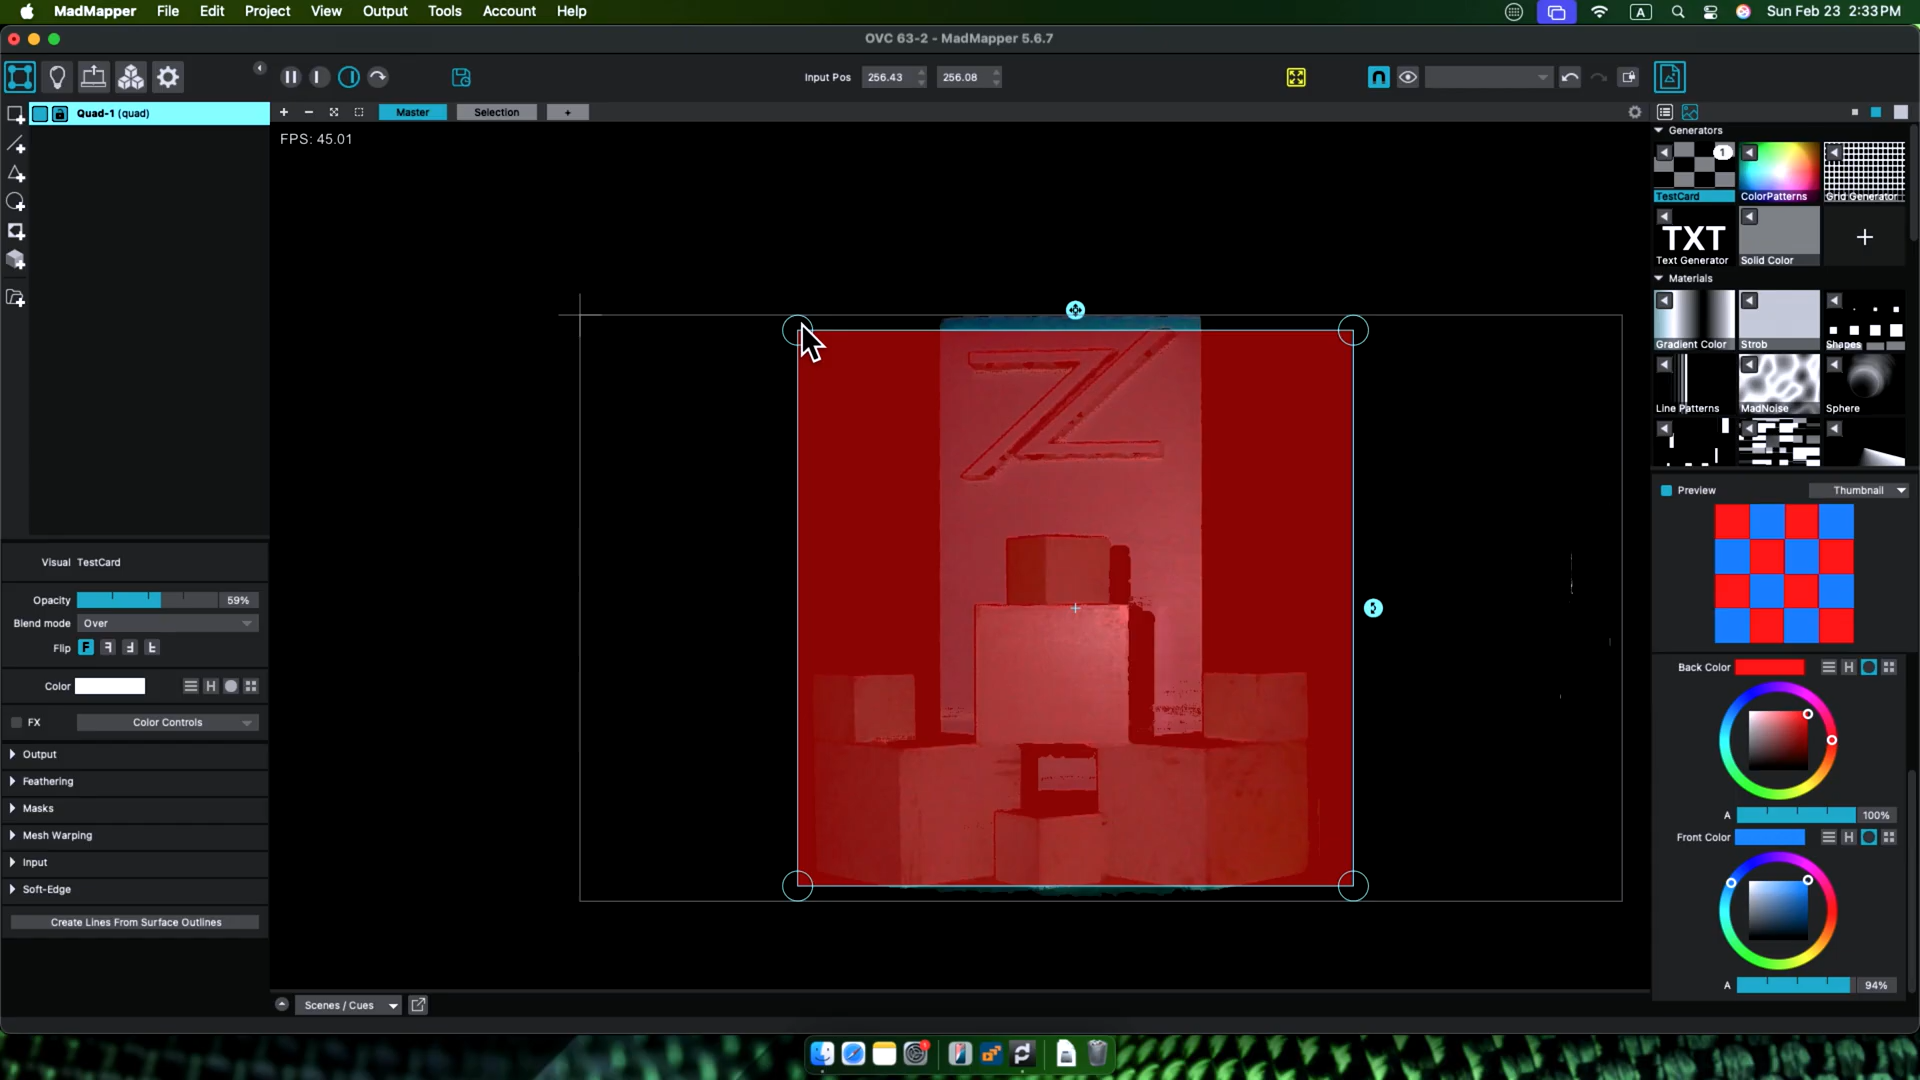 MadMapper File Edit Project View Output Tools Account Help
A
Sun Feb 23 2:33 PM
OVC 63-2 - MadMapper 5.6.7
Input Pos 256.43 256.08
Quad-1 (quad)
Master Selection +
FPS: 45.01
Z
Visual TestCard
Opacity 59%
Blend mode Over
Flip F
Color H
FX Color Controls
Output
Feathering
Masks
Mesh Warping
Input
Soft-Edge
Create Lines From Surface Outlines
Scenes / Cues
Generators
1
TestCard ColorPatterns Grid Generator
TXT
Text Generator Solid Color
Materials
Gradient Color Strob Shapes
Line Patterns MadNoise Sphere
Preview Thumbnail
Back Color H
A 100%
Front Color H
A 94%